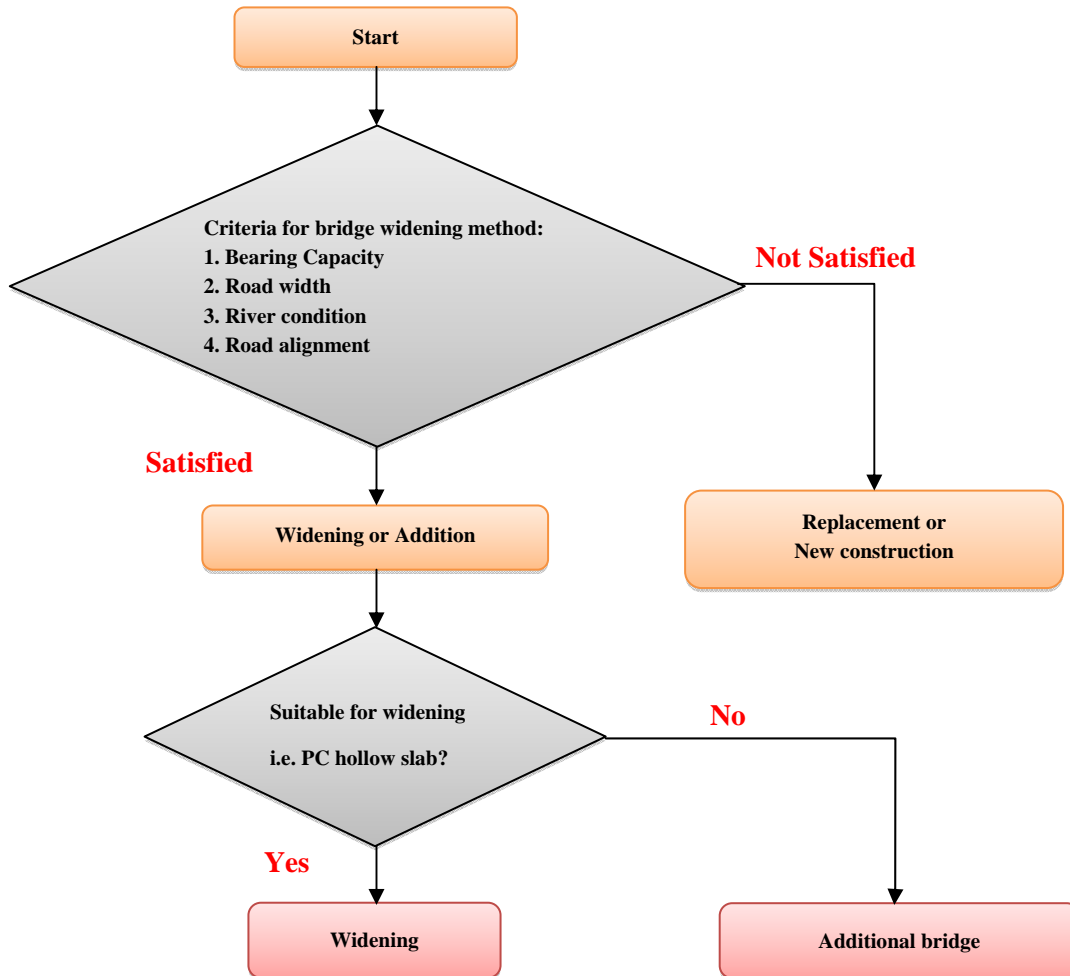 Start
Criteria for bridge widening method:
1. Bearing Capacity
2. Road width
3. River condition
4. Road alignment
Not Satisfied
Satisfied
Widening or Addition
Replacement or
New construction
Suitable for widening
i.e. PC hollow slab?
No
Yes
Widening
Additional bridge